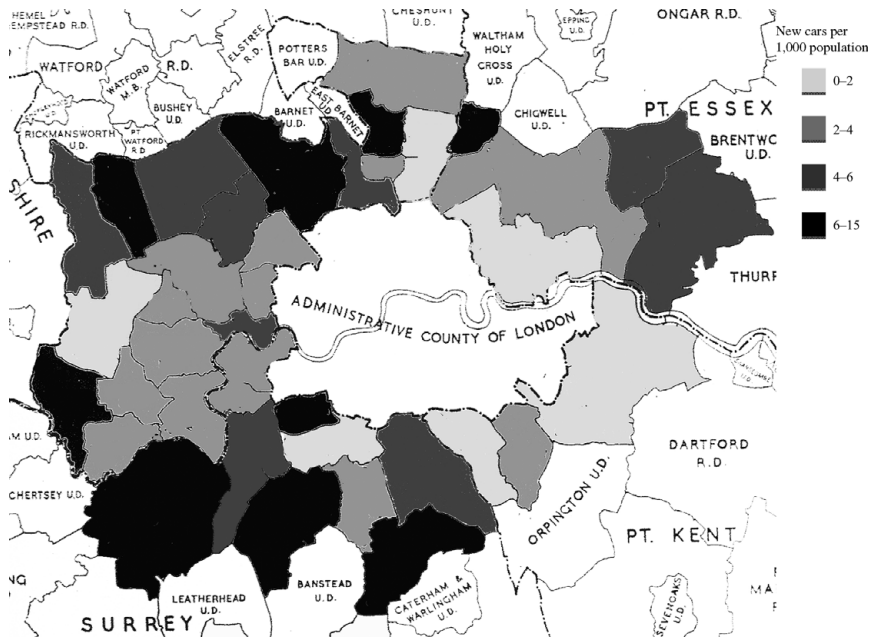 HEMEL
EMPSTEAD R.D.
CHESHUNT
U.D.
ONGAR R.D.
EPPING
U.D.
WALTHAM
HOLY
CROSS
U.D.
ELSTREE
R.D.
POTTERS
BAR U.D.
WATFORD
R.D.
WATFORD
M.B.
BUSHEY
U.D.
RICKMANSWORTH
U.D.
PT
WATFORD
R.D.
BARNET
U.D.
EAST BARNET
U.D.
CHIGWELL
U.D.
PT. ESSEX
BRENTWO
U.D.
SHIRE
THURR
ADMINISTRATIVE COUNTY OF LONDON
DARTFORD
R.D.
ORPINGTON U.D.
PT. KENT
SEVENOAKS
U.D.
MA
M U.D.
CHERTSEY U.D.
NG
LEATHERHEAD
U.D.
BANSTEAD
U.D.
CATERHAM &
WARLINGHAM
U.D.
SURREY
New cars per
1,000 population
0–2
2–4
4–6
6–15